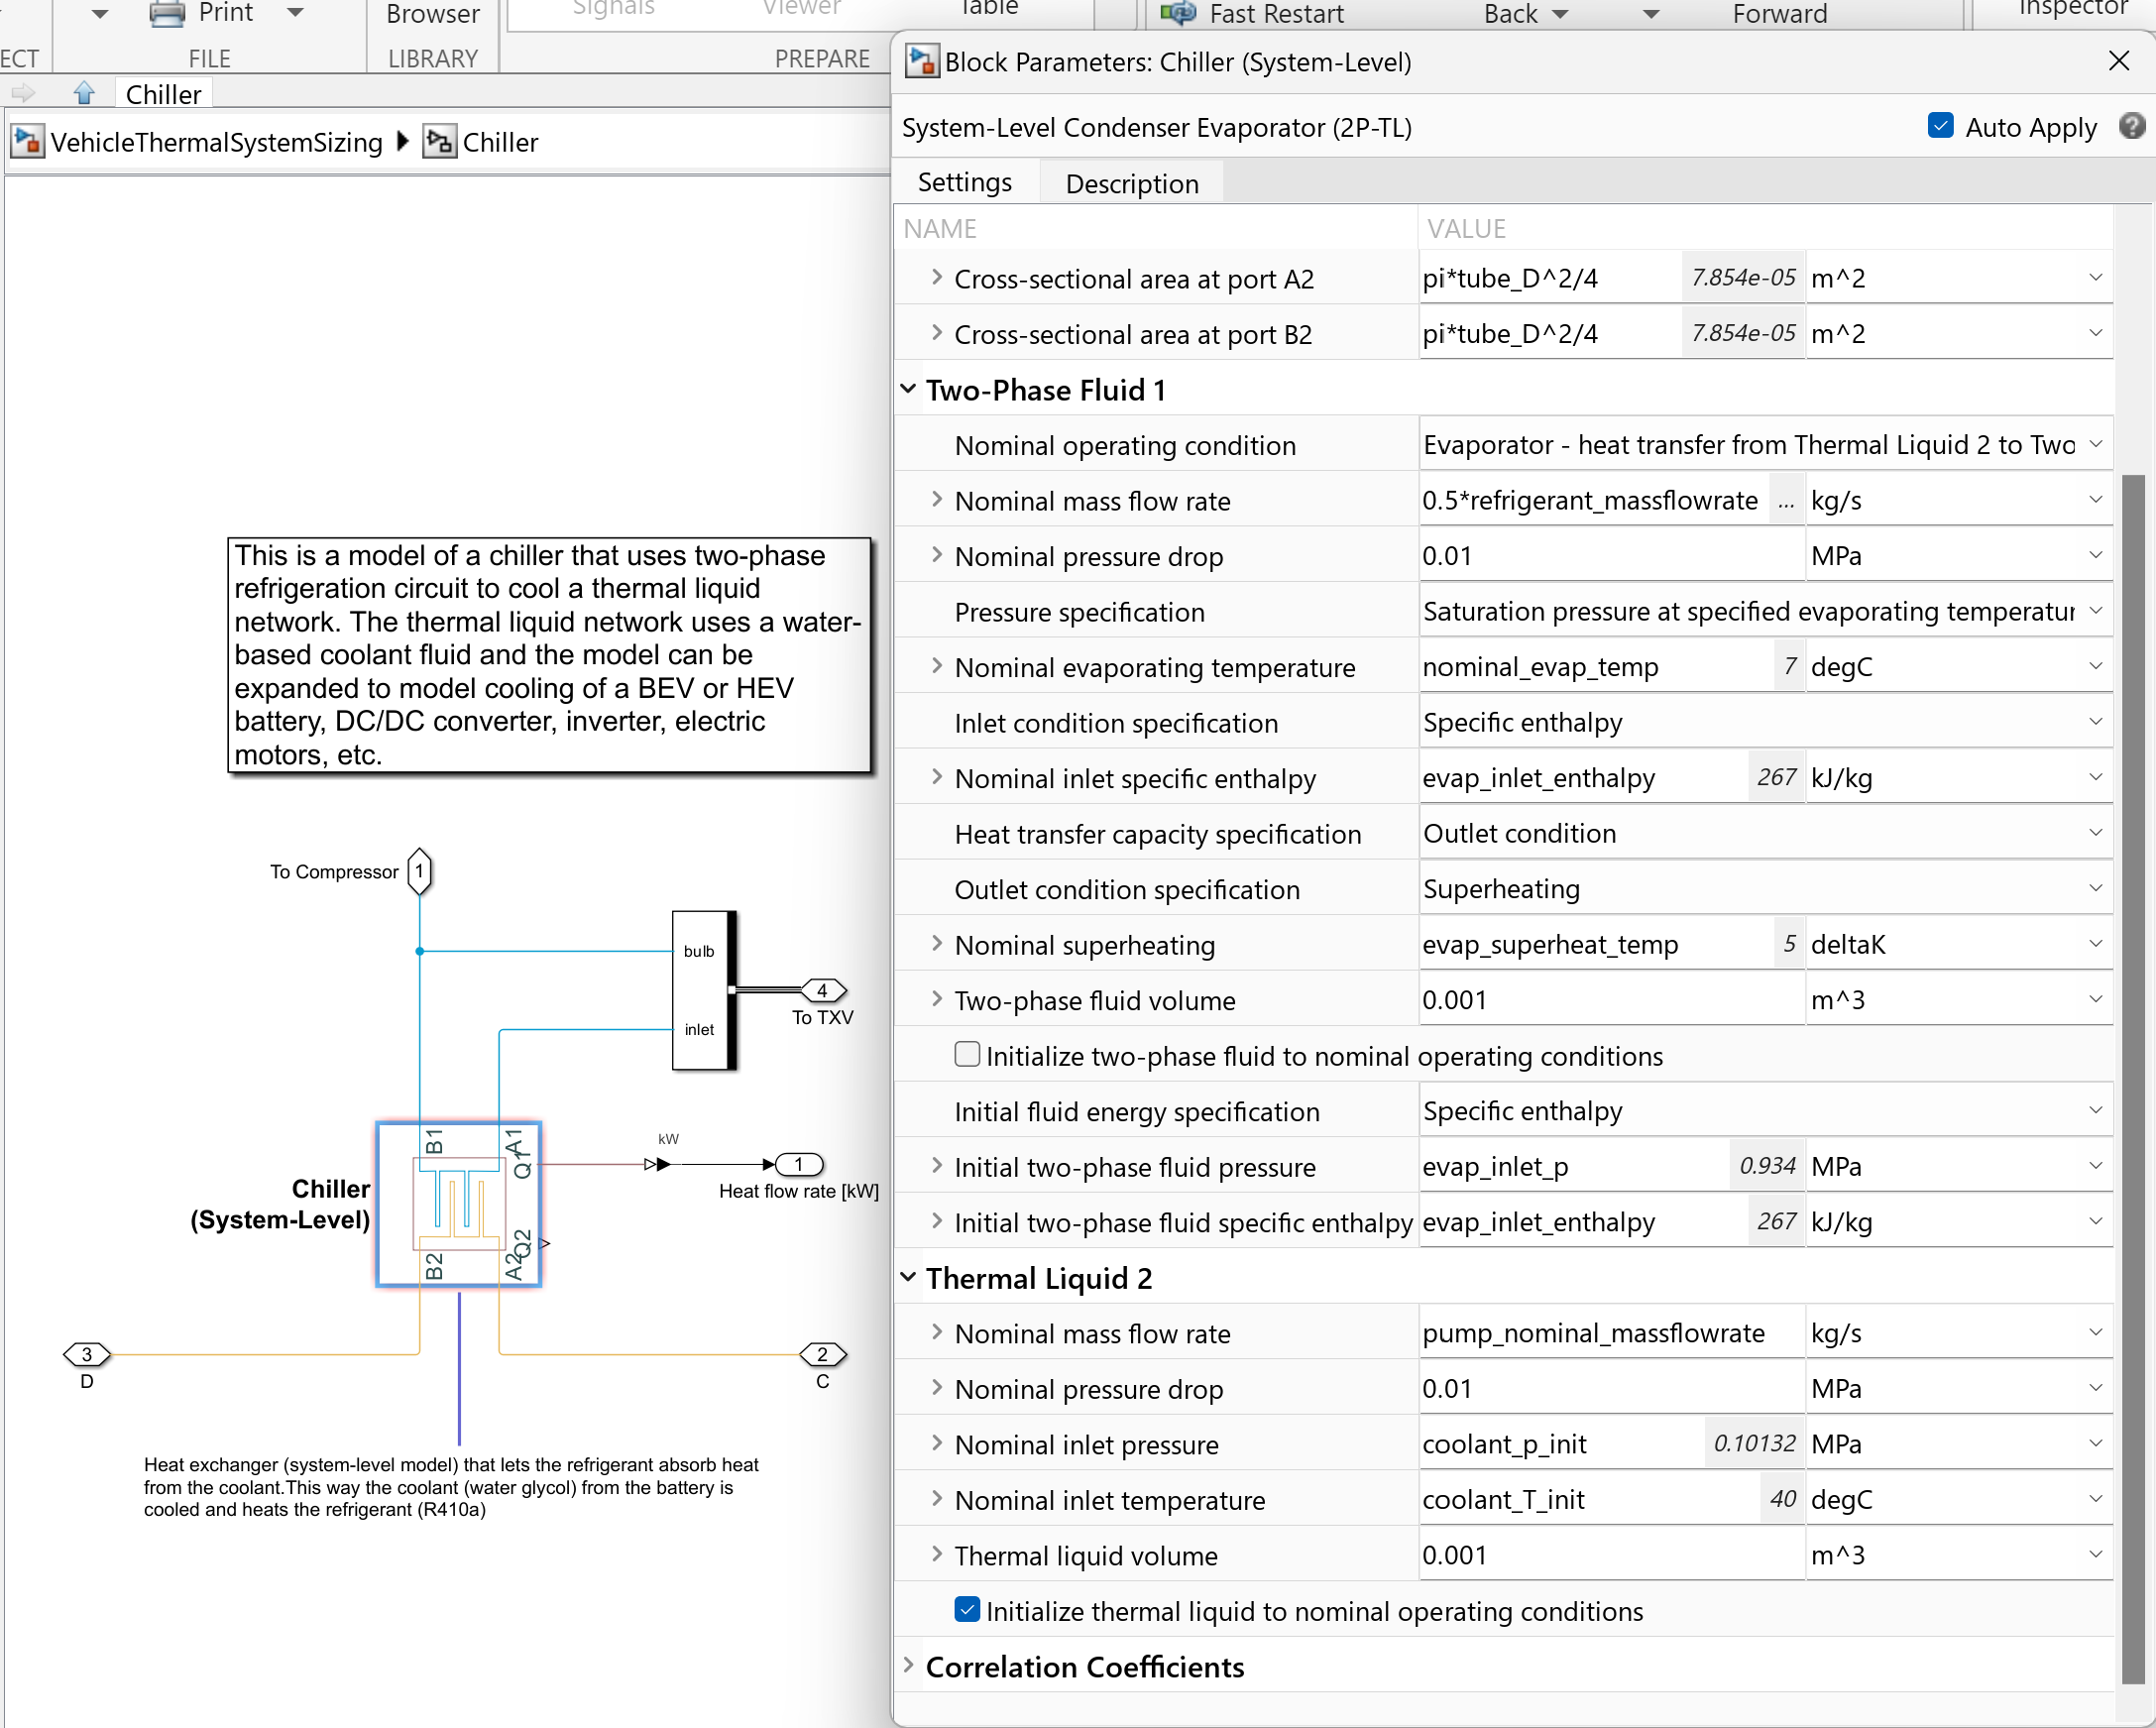 Print
Browser
Signals
Viewer
Table
Fast Restart
Back
Forward
Inspector
ECT
FILE
LIBRARY
PREPARE
Chiller
VehicleThermalSystemSizing
Chiller
This is a model of a chiller that uses two-phase
refrigeration circuit to cool a thermal liquid
network. The thermal liquid network uses a water-
based coolant fluid and the model can be
expanded to model cooling of a BEV or HEV
battery, DC/DC converter, inverter, electric
motors, etc.
To Compressor
1
bulb
inlet
4
To TXV
B1
A1
Q1
kW
1
Heat flow rate [kW]
Chiller
(System-Level)
B2
A2
Q2
3
D
2
C
Heat exchanger (system-level model) that lets the refrigerant absorb heat
from the coolant.This way the coolant (water glycol) from the battery is
cooled and heats the refrigerant (R410a)
Block Parameters: Chiller (System-Level)
System-Level Condenser Evaporator (2P-TL)
Auto Apply
Settings
Description
NAME VALUE
Cross-sectional area at port A2 pi*tube_D^2/4 7.854e-05 m^2
Cross-sectional area at port B2 pi*tube_D^2/4 7.854e-05 m^2
Two-Phase Fluid 1
Nominal operating condition Evaporator - heat transfer from Thermal Liquid 2 to Two
Nominal mass flow rate 0.5*refrigerant_massflowrate ... kg/s
Nominal pressure drop 0.01 MPa
Pressure specification Saturation pressure at specified evaporating temperatur
Nominal evaporating temperature nominal_evap_temp 7 degC
Inlet condition specification Specific enthalpy
Nominal inlet specific enthalpy evap_inlet_enthalpy 267 kJ/kg
Heat transfer capacity specification Outlet condition
Outlet condition specification Superheating
Nominal superheating evap_superheat_temp 5 deltaK
Two-phase fluid volume 0.001 m^3
Initialize two-phase fluid to nominal operating conditions
Initial fluid energy specification Specific enthalpy
Initial two-phase fluid pressure evap_inlet_p 0.934 MPa
Initial two-phase fluid specific enthalpy evap_inlet_enthalpy 267 kJ/kg
Thermal Liquid 2
Nominal mass flow rate pump_nominal_massflowrate kg/s
Nominal pressure drop 0.01 MPa
Nominal inlet pressure coolant_p_init 0.10132 MPa
Nominal inlet temperature coolant_T_init 40 degC
Thermal liquid volume 0.001 m^3
Initialize thermal liquid to nominal operating conditions
Correlation Coefficients